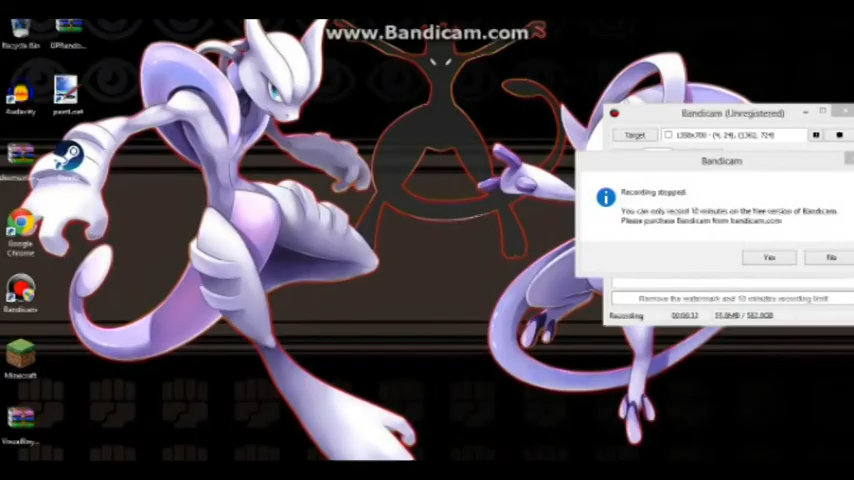 www.Bandicam.com
Recycle Bin
Audacity
paint.net
Google
Chrome
Bandicam
Minecraft
Bandicam (Unregistered)
Target
Bandicam
Recording stopped.
You can only record 10 minutes on the free version of Bandicam.
Please purchase Bandicam from bandicam.com
Yes
No
Remove the watermark and 10 minutes recording limit
Recording